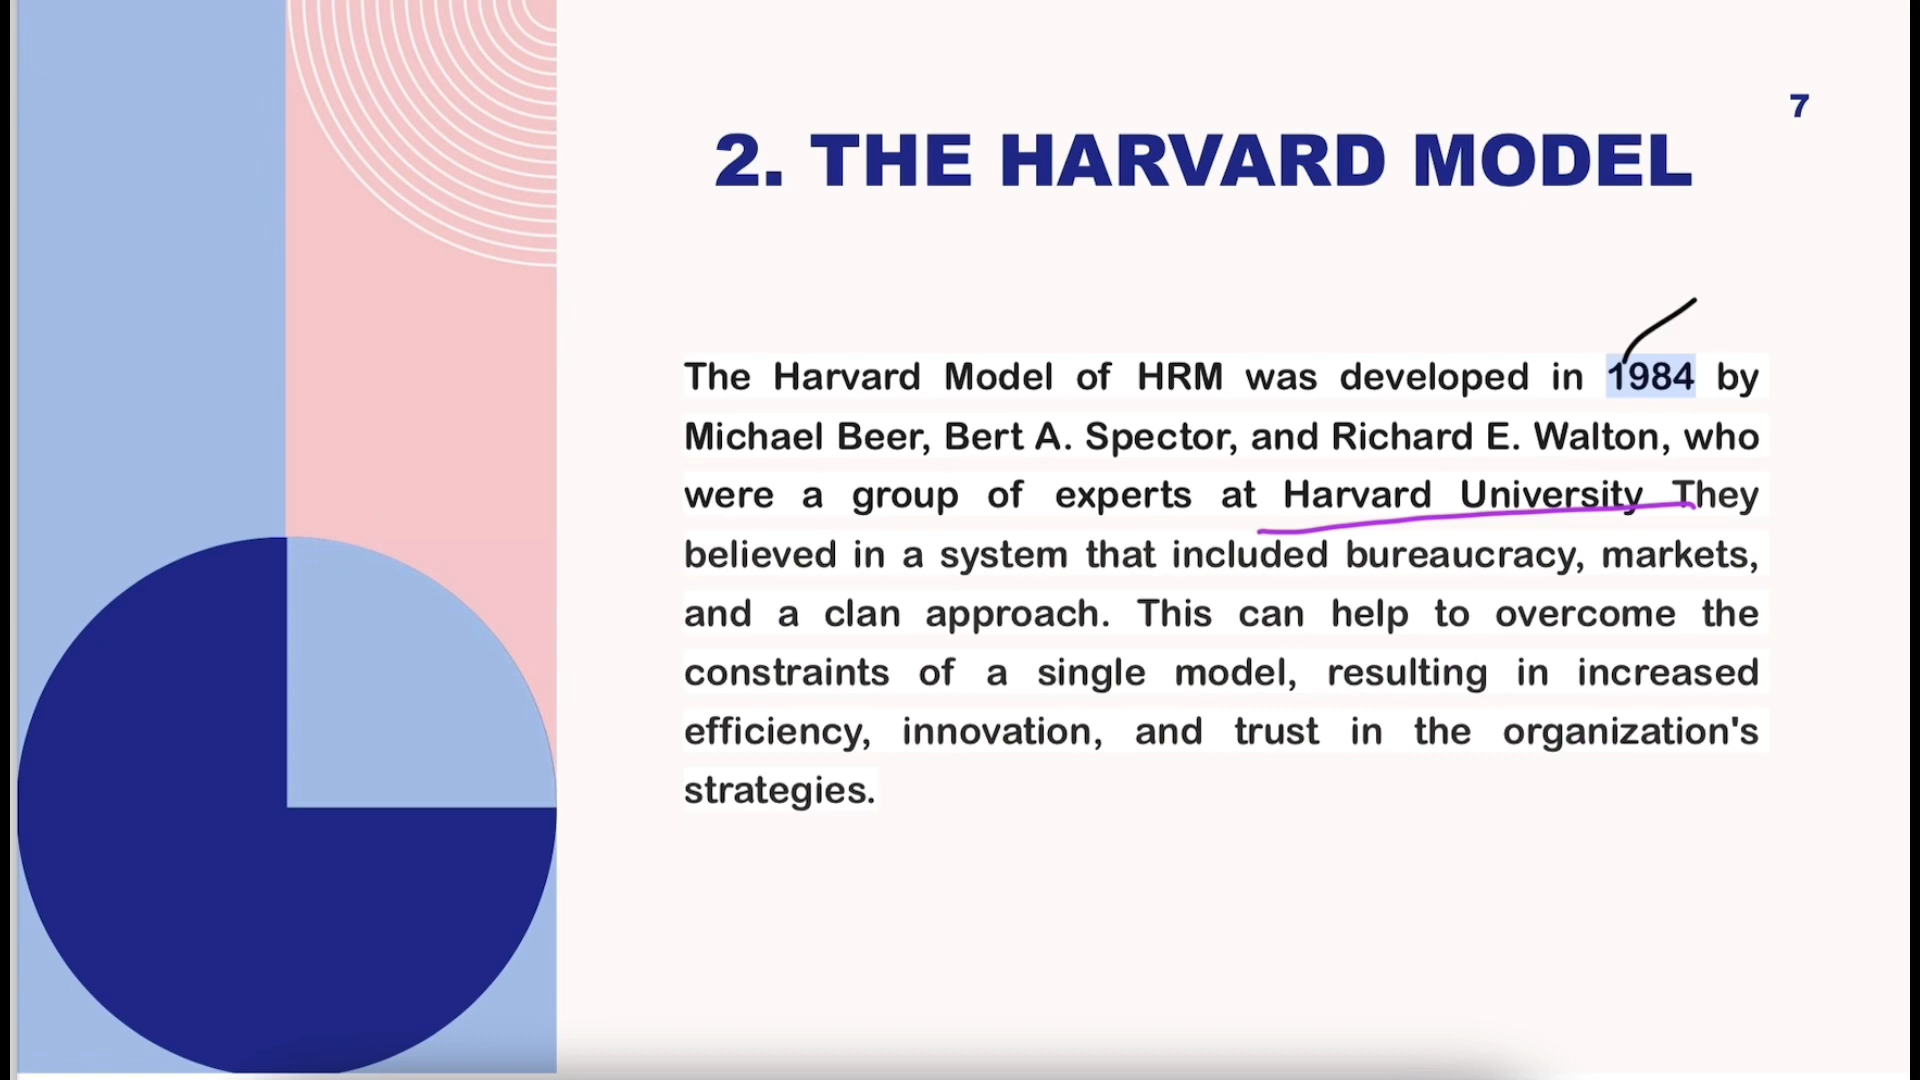 7
2. THE HARVARD MODEL
The Harvard Model of HRM was developed in 1984 by
Michael Beer, Bert A. Spector, and Richard E. Walton, who
were a group of experts at Harvard University They
believed in a system that included bureaucracy, markets,
and a clan approach. This can help to overcome the
constraints of a single model, resulting in increased
efficiency, innovation, and trust in the organization's
strategies.